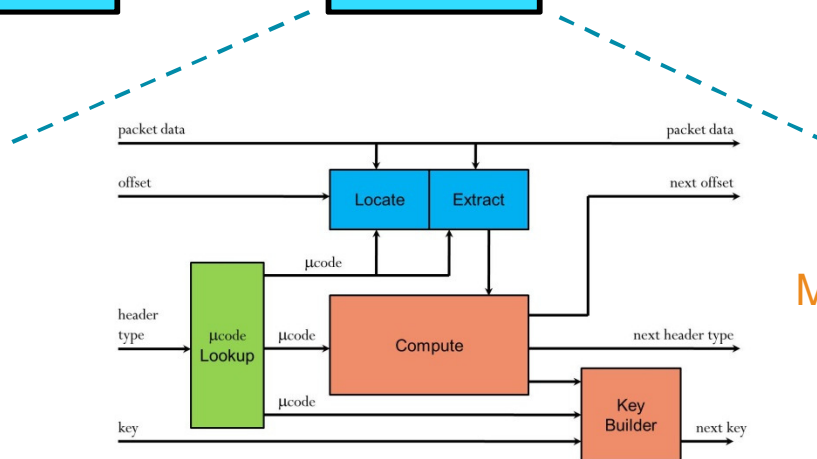 packet data
packet data
offset
Locate
Extract
next offset
μcode
header
type
μcode
Lookup
μcode
Compute
next header type
μcode
Key
Builder
key
next key
M